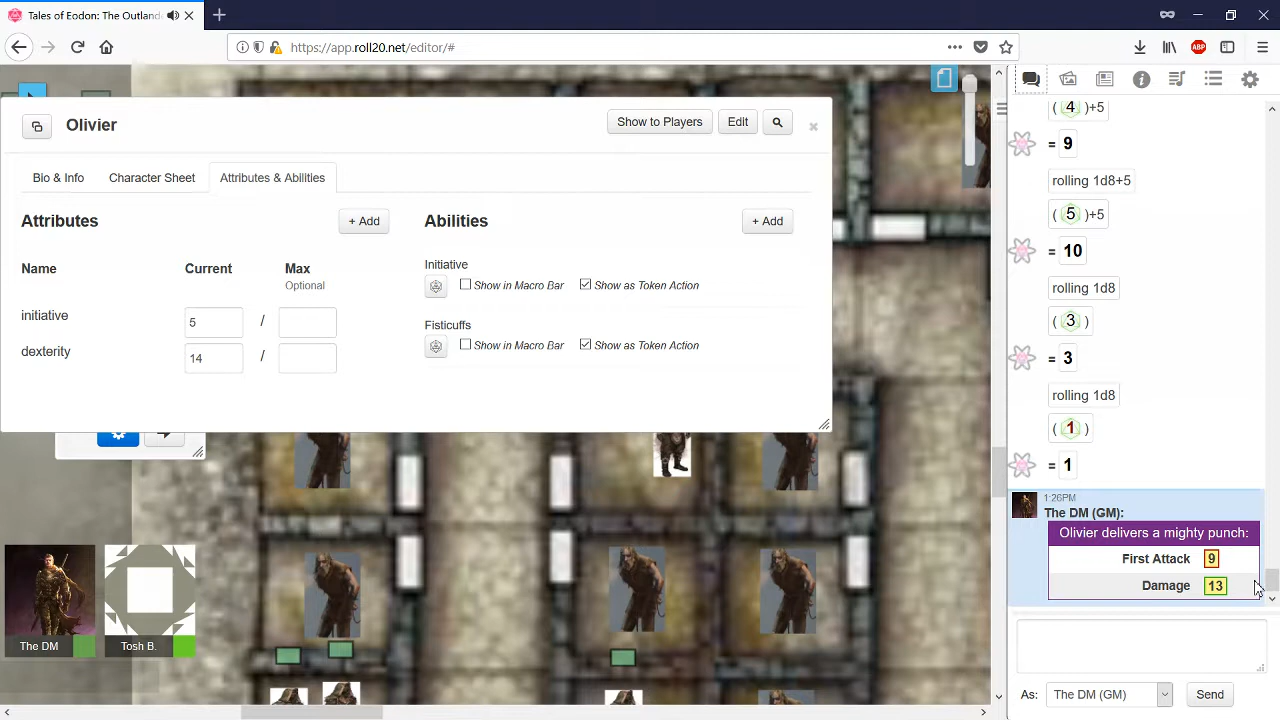 Tales of Eodon: The Outland
https://app.roll20.net/editor/#
ABP
Olivier
Show to Players
Edit
Bio & Info
Character Sheet
Attributes & Abilities
Attributes
+ Add
Abilities
+ Add
Name
Current
Max
Optional
initiative
5
/
dexterity
14
/
Initiative
Show in Macro Bar
Show as Token Action
Fisticuffs
Show in Macro Bar
Show as Token Action
The DM
Tosh B.
(4)+5
= 9
rolling 1d8+5
(5)+5
= 10
rolling 1d8
(3)
= 3
rolling 1d8
(1)
= 1
1:26PM
The DM (GM):
Olivier delivers a mighty punch:
First Attack 9
Damage 13
As:
The DM (GM)
Send